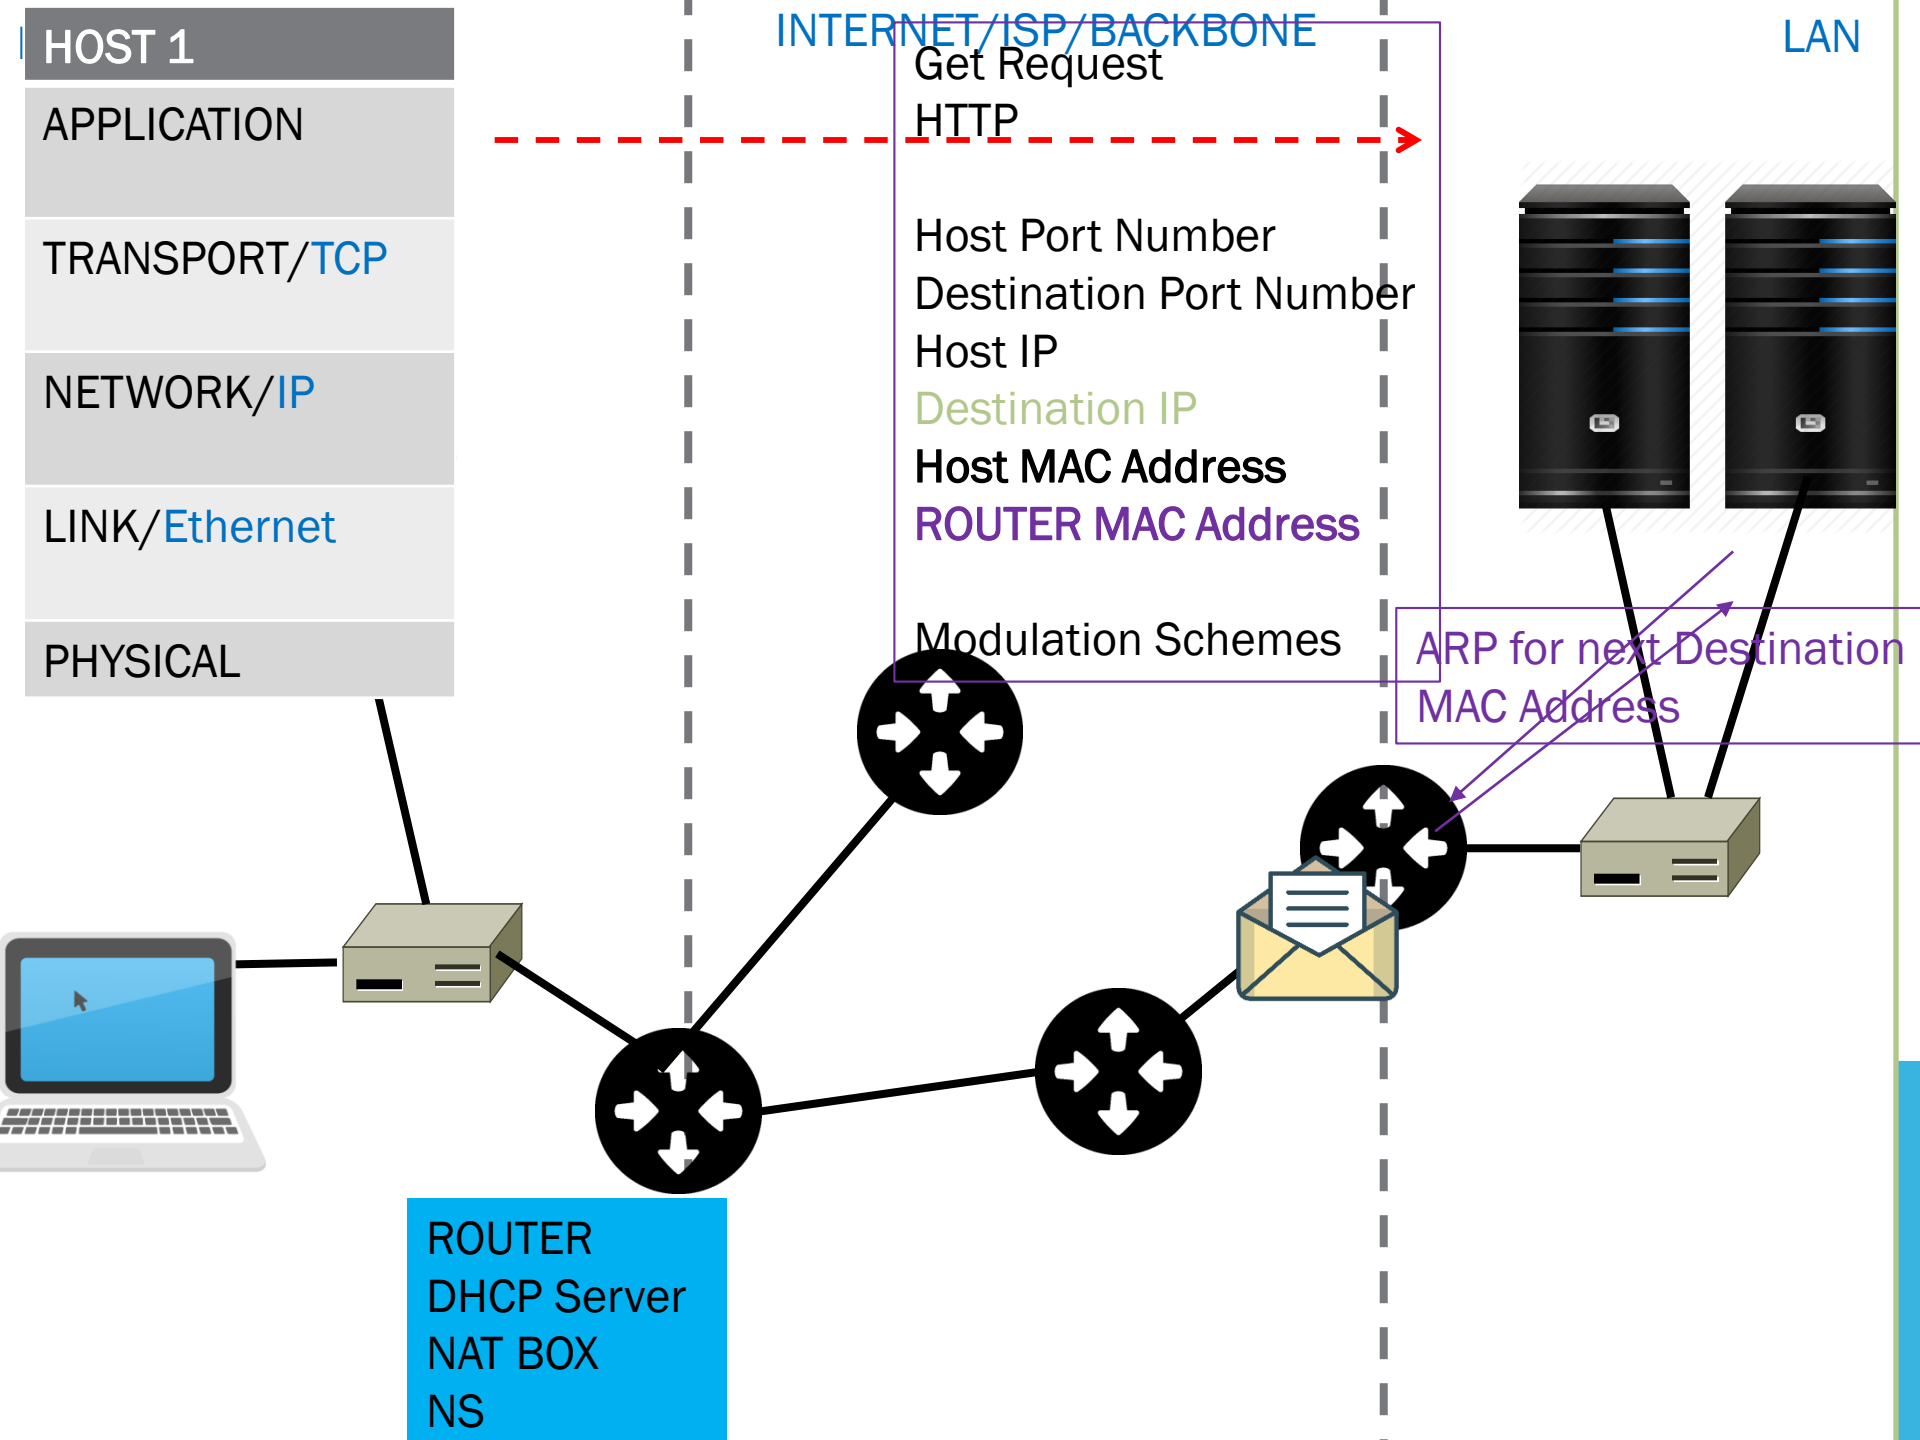 HOST 1
APPLICATION
TRANSPORT/TCP
NETWORK/IP
LINK/Ethernet
PHYSICAL
INTERNET/ISP/BACKBONE
LAN
Get Request
HTTP
Host Port Number
Destination Port Number
Host IP
Destination IP
Host MAC Address
ROUTER MAC Address
Modulation Schemes
ARP for next Destination
MAC Address
ROUTER
DHCP Server
NAT BOX
NS